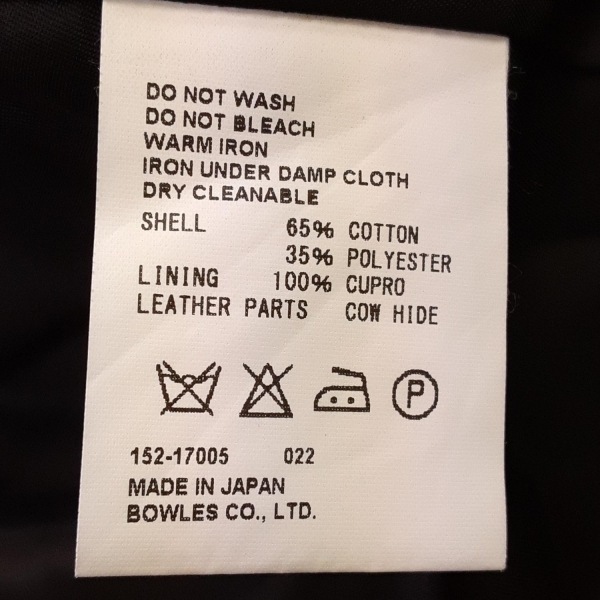 DO NOT WASH
DO NOT BLEACH
WARM IRON
IRON UNDER DAMP CLOTH
DRY CLEANABLE
SHELL 65% COTTON
35% POLYESTER
LINING 100% CUPRO
LEATHER PARTS COW HIDE
P
152-17005 022
MADE IN JAPAN
BOWLES CO., LTD.